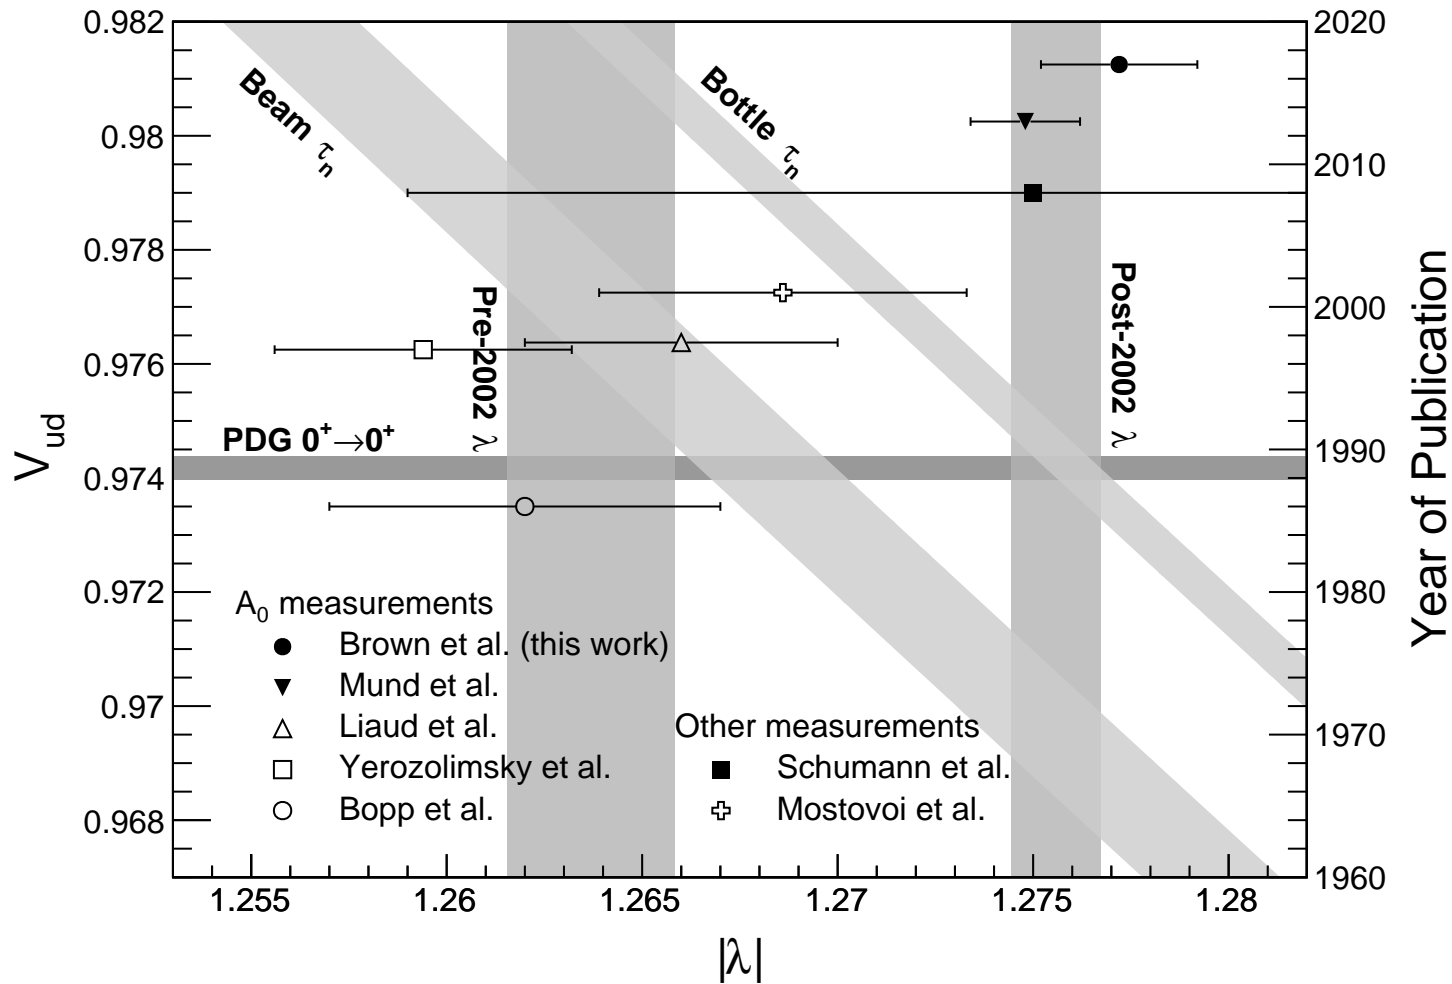 0.982
0.98
0.978
0.976
0.974
0.972
0.97
0.968
V_ud
2020
2010
2000
1990
1980
1970
1960
Year of Publication
Beam τ_n
Bottle τ_n
Pre-2002 λ
Post-2002 λ
PDG 0⁺→0⁺
A₀ measurements
Brown et al. (this work)
Mund et al.
Liaud et al.
Yerozolimsky et al.
Bopp et al.
Other measurements
Schumann et al.
Mostovoi et al.
1.255 1.26 1.265 1.27 1.275 1.28
|λ|